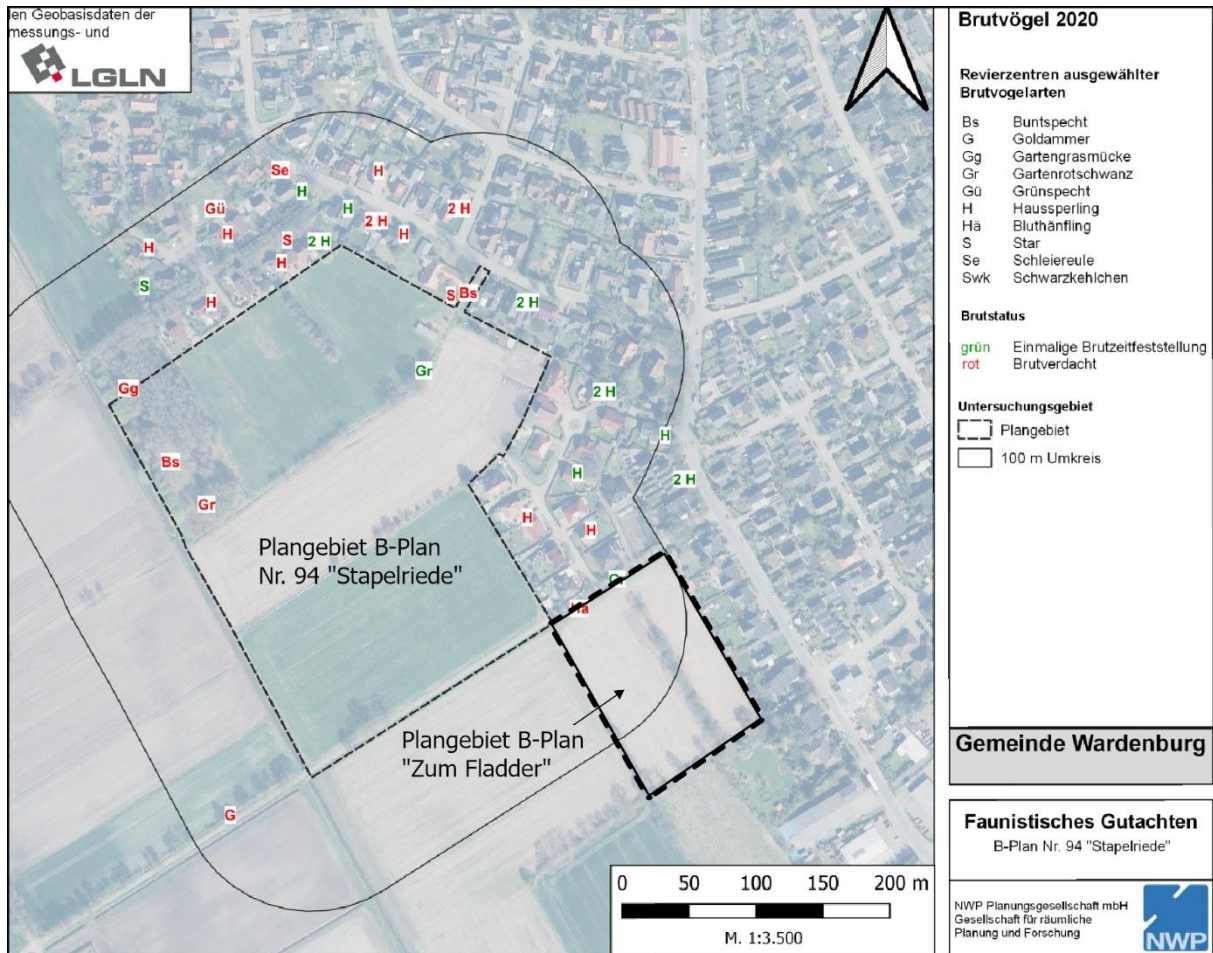 len Geobasisdaten der
messungs- und
LGLN
Se
H
H
Gü
H
2 H
2 H
H
H
S
2 H
H
H
S
H
S
Bs
2 H
Gr
Gg
2 H
H
Bs
H
2 H
Gr
H
H
Plangebiet B-Plan
Nr. 94 "Stapelriede"
Plangebiet B-Plan
"Zum Fladder"
G
0 50 100 150 200 m
M. 1:3.500
Brutvögel 2020
Revierzentren ausgewählter
Brutvogelarten
Bs Buntspecht
G Goldammer
Gg Gartengrasmücke
Gr Gartenrotschwanz
Gü Grünspecht
H Haussperling
Hä Bluthänfling
S Star
Se Schleiereule
Swk Schwarzkehlchen
Brutstatus
grün Einmalige Brutzeitfeststellung
rot Brutverdacht
Untersuchungsgebiet
Plangebiet
100 m Umkreis
Gemeinde Wardenburg
Faunistisches Gutachten
B-Plan Nr. 94 "Stapelriede"
NWP Planungsgesellschaft mbH
Gesellschaft für räumliche
Planung und Forschung
NWP